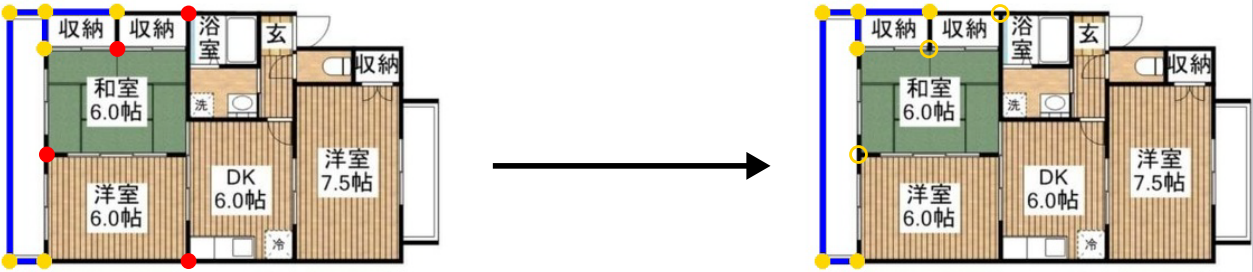 収納
収納
浴室
玄
収納
和室
6.0帖
洗
洋室
6.0帖
DK
6.0帖
洋室
7.5帖
冷
収納
収納
浴室
玄
収納
和室
6.0帖
洗
洋室
6.0帖
DK
6.0帖
洋室
7.5帖
冷